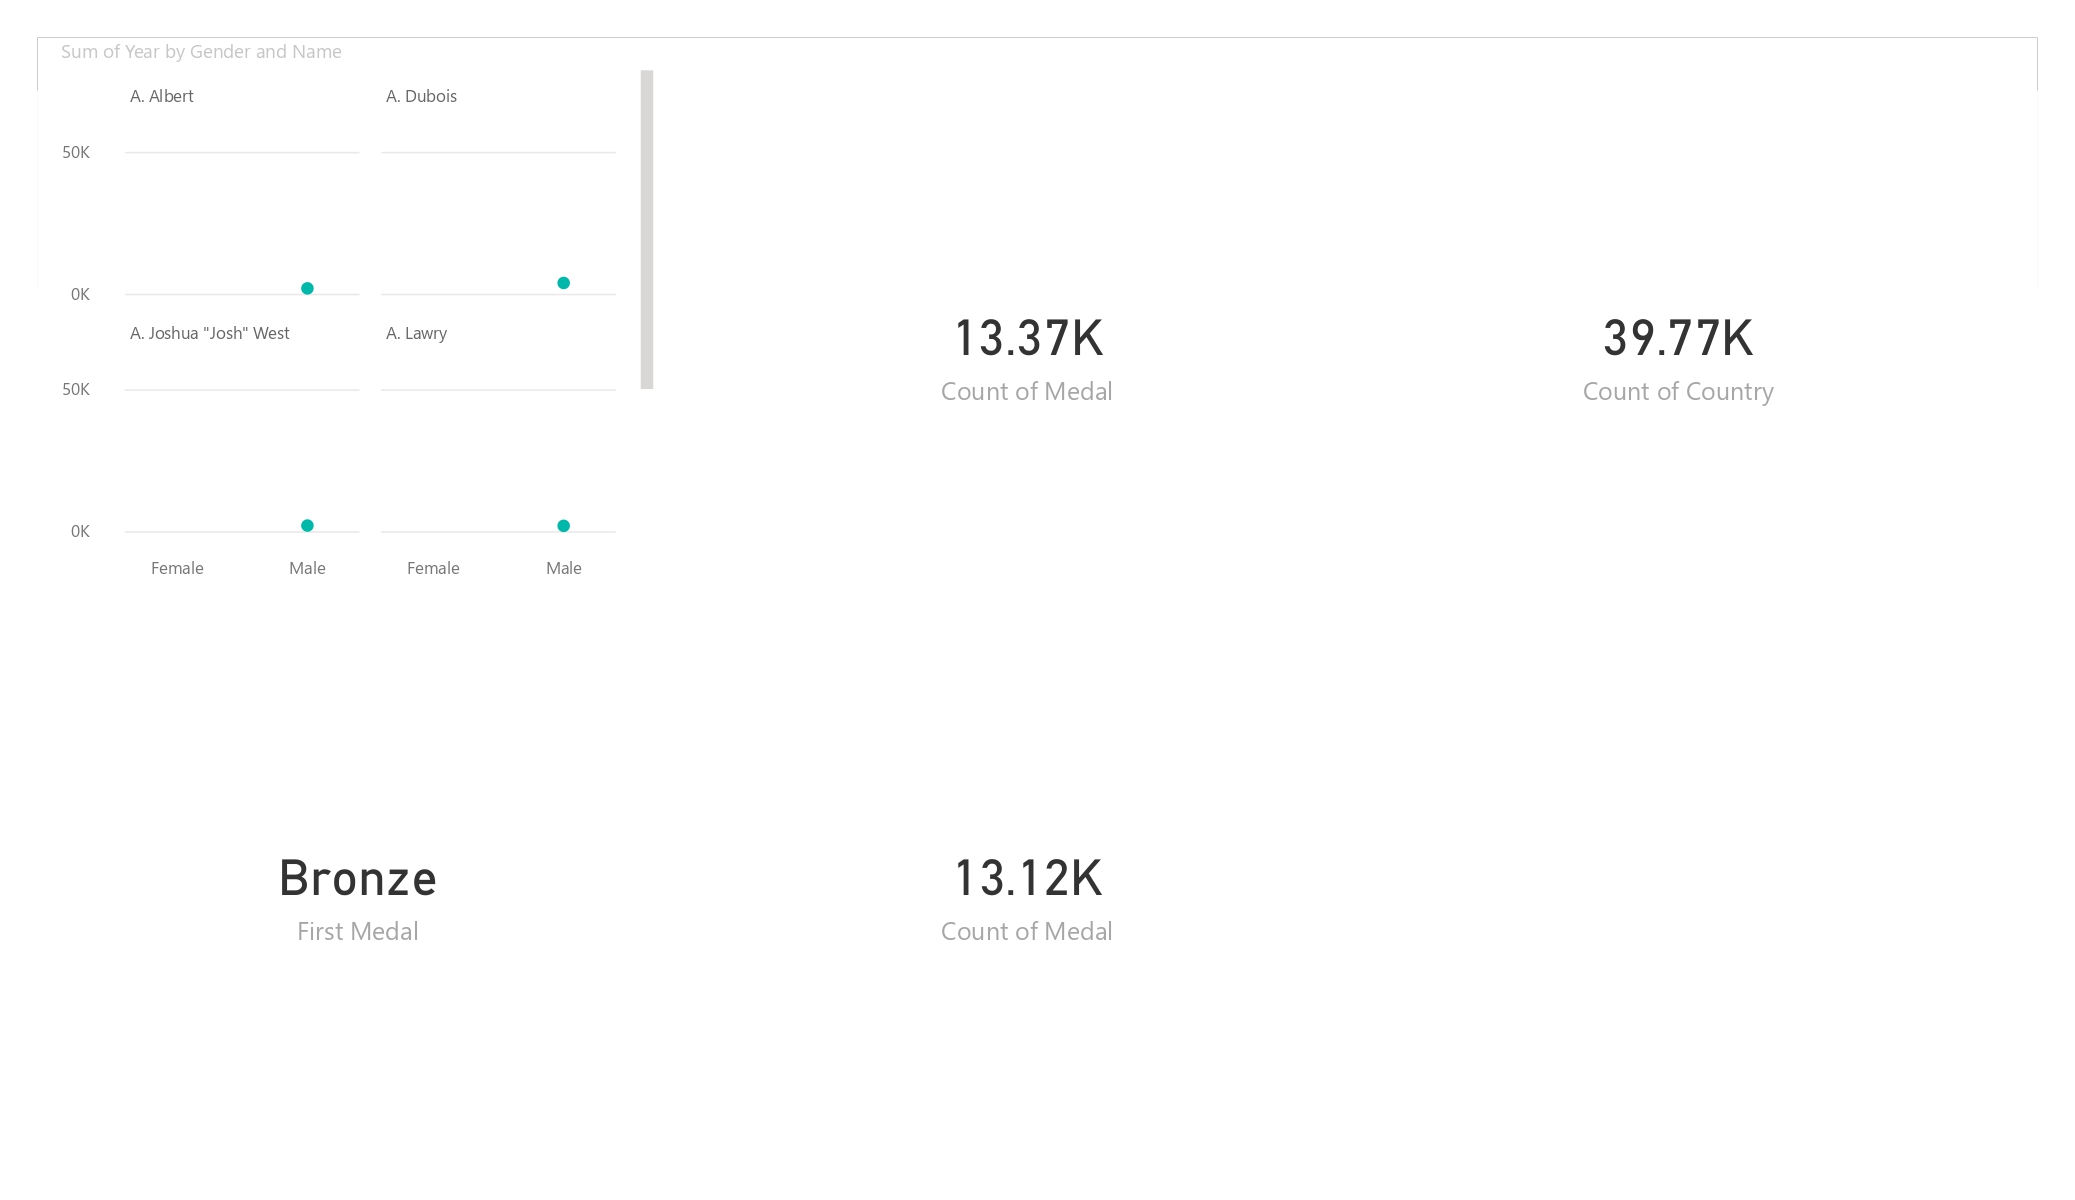 Sum of Year by Gender and Name
A. Albert
A. Dubois
50K
0K
A. Joshua "Josh" West
A. Lawry
50K
0K
Female
Male
Female
Male
13.37K
Count of Medal
39.77K
Count of Country
Bronze
First Medal
13.12K
Count of Medal